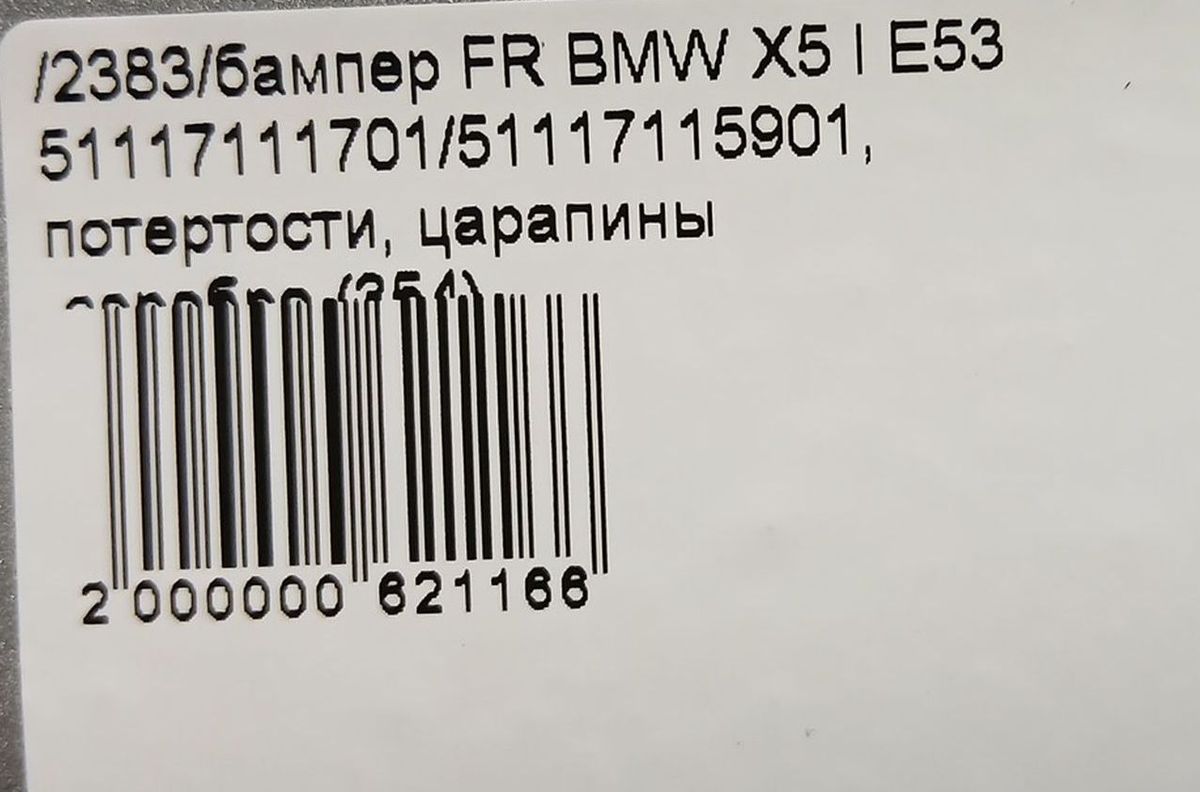 /2383/бампер FR BMW X5 I E53
51117111701/51117115901,
потертости, царапины
2 000000 621166